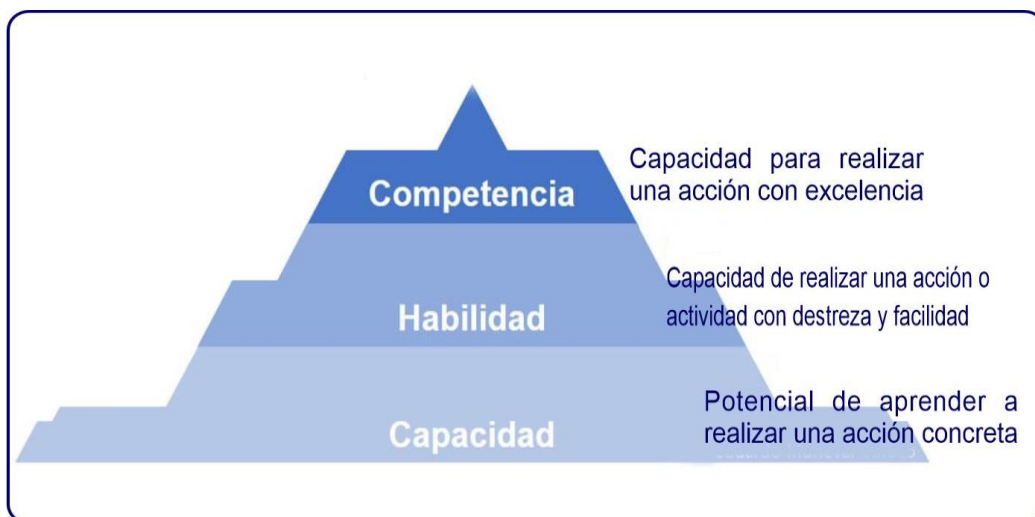 Competencia
Capacidad para realizar
una acción con excelencia
Habilidad
Capacidad de realizar una acción o
actividad con destreza y facilidad
Capacidad
Potencial de aprender a
realizar una acción concreta